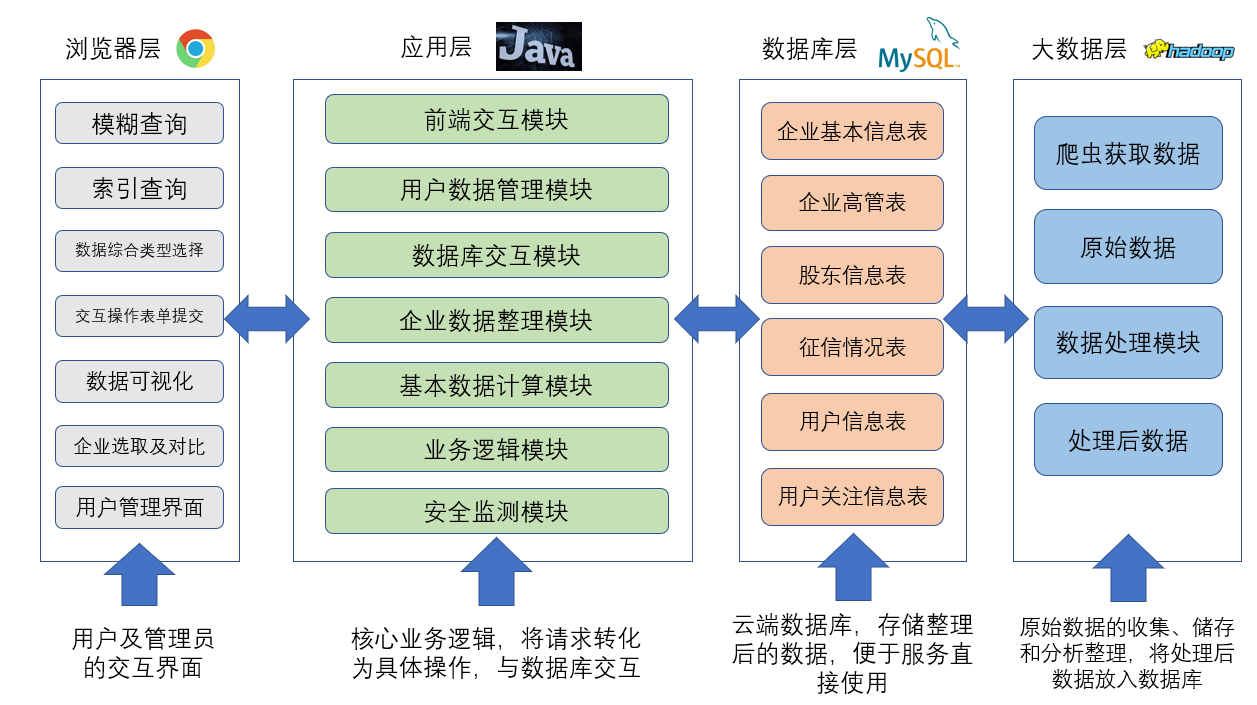 浏览器层
模糊查询
索引查询
数据综合类型选择
交互操作表单提交
数据可视化
企业选取及对比
用户管理界面
用户及管理员
的交互界面
应用层
Java
前端交互模块
用户数据管理模块
数据库交互模块
企业数据整理模块
基本数据计算模块
业务逻辑模块
安全监测模块
核心业务逻辑，将请求转化
为具体操作，与数据库交互
数据库层
MySQL™
企业基本信息表
企业高管表
股东信息表
征信情况表
用户信息表
用户关注信息表
云端数据库，存储整理
后的数据，便于服务直
接使用
大数据层
hadoop
爬虫获取数据
原始数据
数据处理模块
处理后数据
原始数据的收集、储存
和分析整理，将处理后
数据放入数据库